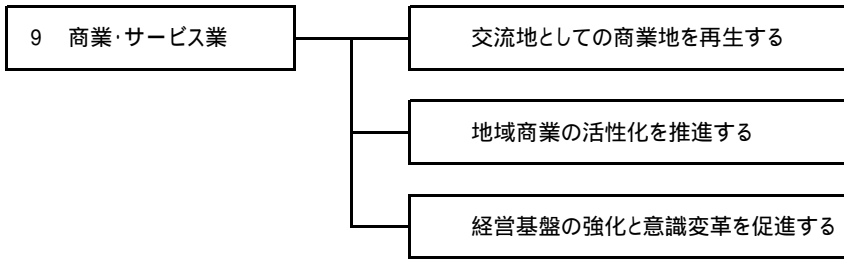 9 商業･サービス業
交流地としての商業地を再生する
地域商業の活性化を推進する
経営基盤の強化と意識変革を促進する